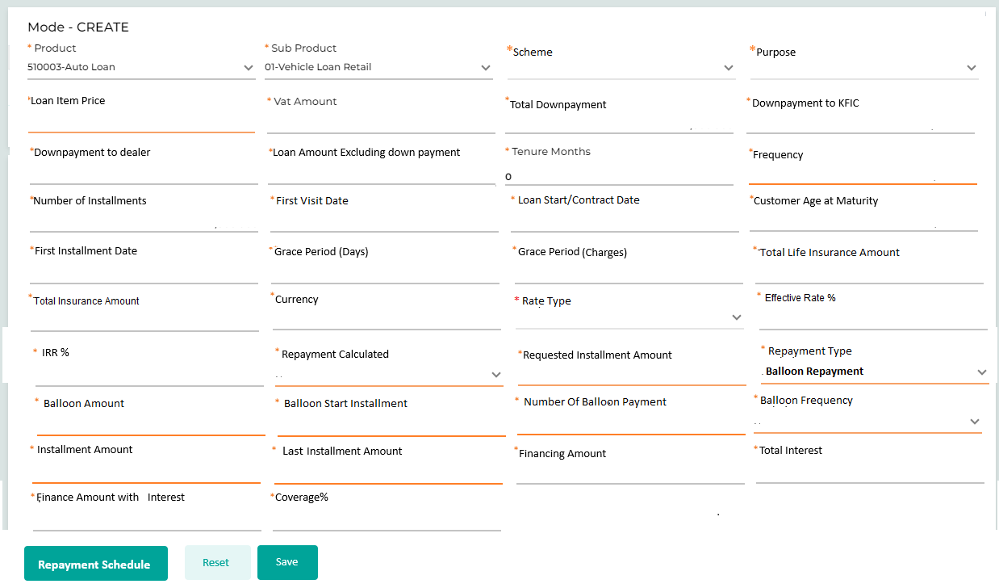 Mode - CREATE
* Product
* Sub Product
*Scheme
*Purpose
510003-Auto Loan
01-Vehicle Loan Retail
*Loan Item Price
* Vat Amount
*Total Downpayment
*Downpayment to KFIC
*Downpayment to dealer
*Loan Amount Excluding down payment
* Tenure Months
*Frequency
0
*Number of Installments
* First Visit Date
* Loan Start/Contract Date
*Customer Age at Maturity
*First Installment Date
*Grace Period (Days)
*Grace Period (Charges)
*Total Life Insurance Amount
*Total Insurance Amount
*Currency
* Rate Type
* Effective Rate %
* IRR %
* Repayment Calculated
*Requested Installment Amount
* Repayment Type
Balloon Repayment
* Balloon Amount
* Balloon Start Installment
* Number Of Balloon Payment
* Balloon Frequency
* Installment Amount
* Last Installment Amount
*Financing Amount
*Total Interest
*Finance Amount with Interest
*Coverage%
Repayment Schedule
Reset
Save